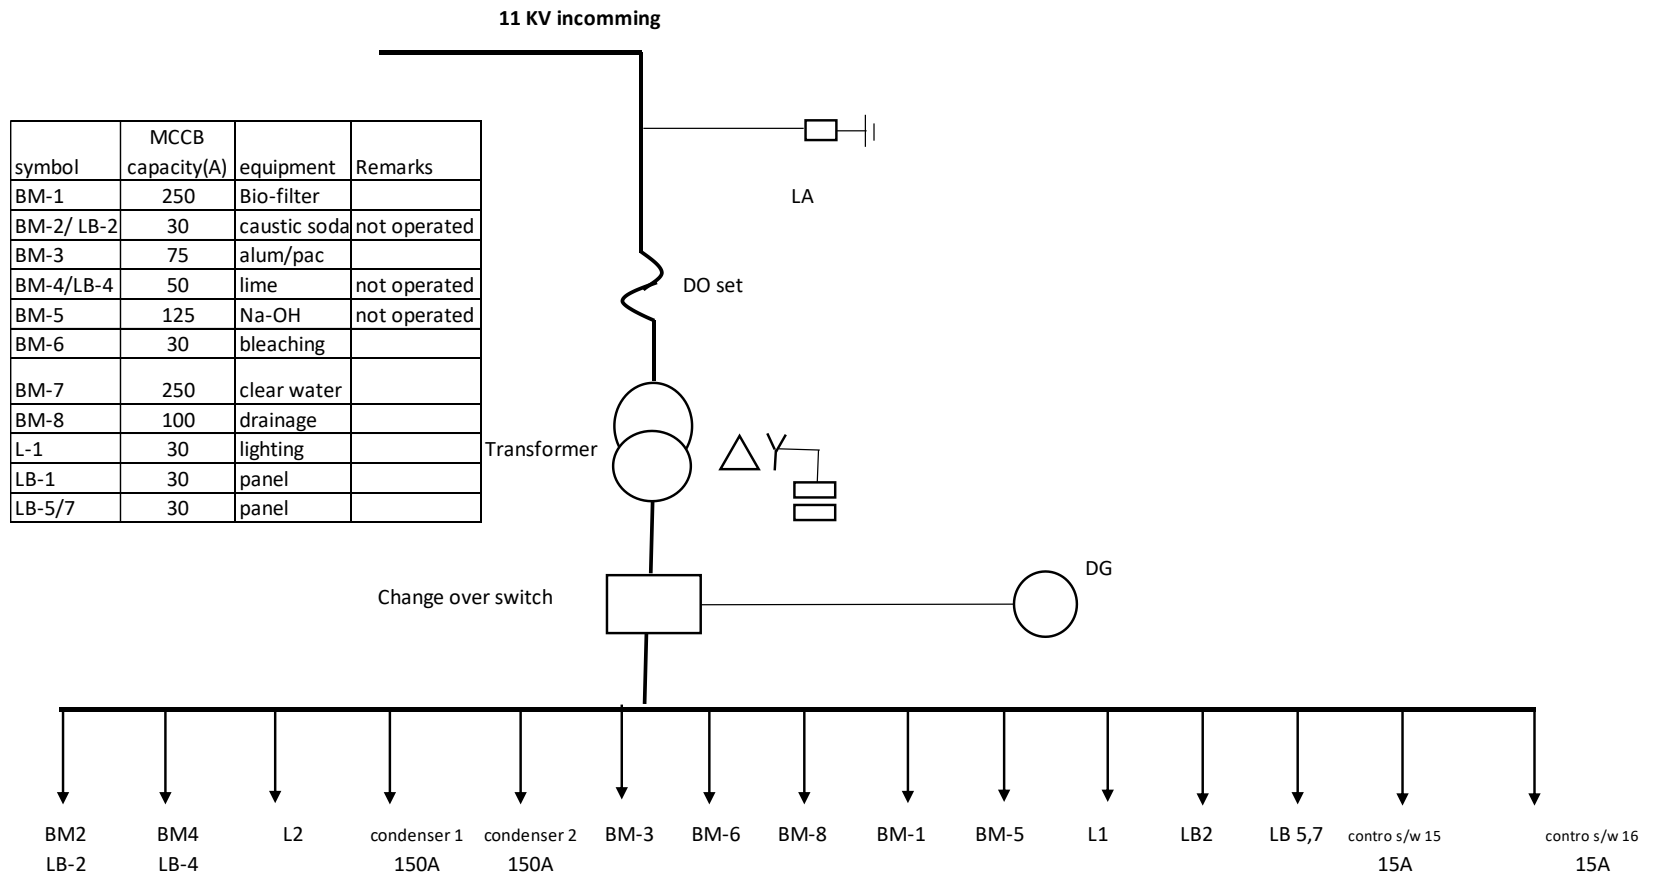 11 KV incomming
symbol MCCB capacity(A) equipment Remarks
BM-1 250 Bio-filter
BM-2/ LB-2 30 caustic soda not operated
BM-3 75 alum/pac
BM-4/LB-4 50 lime not operated
BM-5 125 Na-OH not operated
BM-6 30 bleaching
BM-7 250 clear water
BM-8 100 drainage
L-1 30 lighting
LB-1 30 panel
LB-5/7 30 panel
LA
DO set
Transformer
DG
Change over switch
BM2 BM4 L2 condenser 1 condenser 2 BM-3 BM-6 BM-8 BM-1 BM-5 L1 LB2 LB 5,7 contro s/w 15 contro s/w 16
LB-2 LB-4 150A 150A 15A 15A